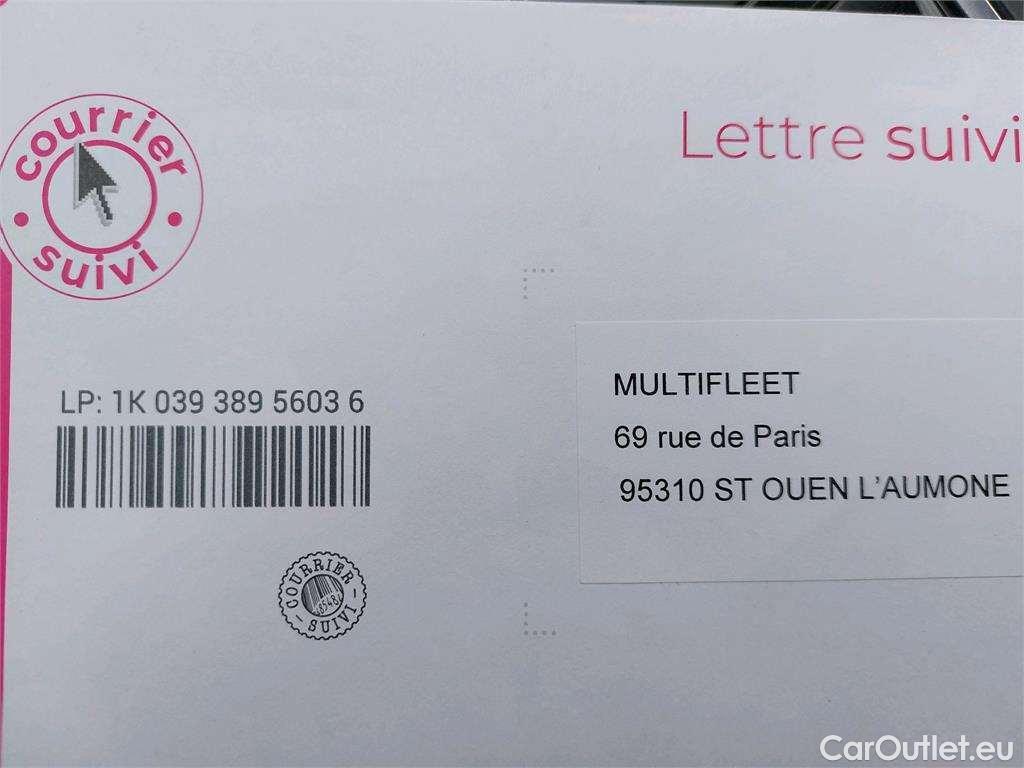 courrier
suivi
Lettre suivi
LP: 1K 039 389 5603 6
MULTIFLEET
69 rue de Paris
95310 ST OUEN L'AUMONE
COURRIER
SUIVI
CarOutlet.eu